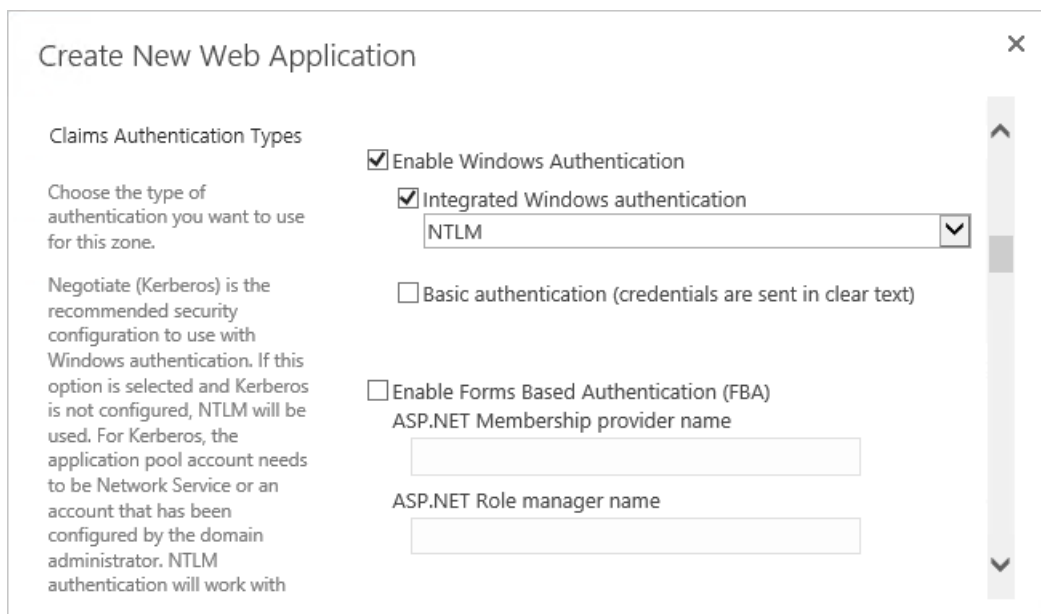 Create New Web Application
Claims Authentication Types
Choose the type of
authentication you want to use
for this zone.
Negotiate (Kerberos) is the
recommended security
configuration to use with
Windows authentication. If this
option is selected and Kerberos
is not configured, NTLM will be
used. For Kerberos, the
application pool account needs
to be Network Service or an
account that has been
configured by the domain
administrator. NTLM
authentication will work with
Enable Windows Authentication
Integrated Windows authentication
NTLM
Basic authentication (credentials are sent in clear text)
Enable Forms Based Authentication (FBA)
ASP.NET Membership provider name
ASP.NET Role manager name